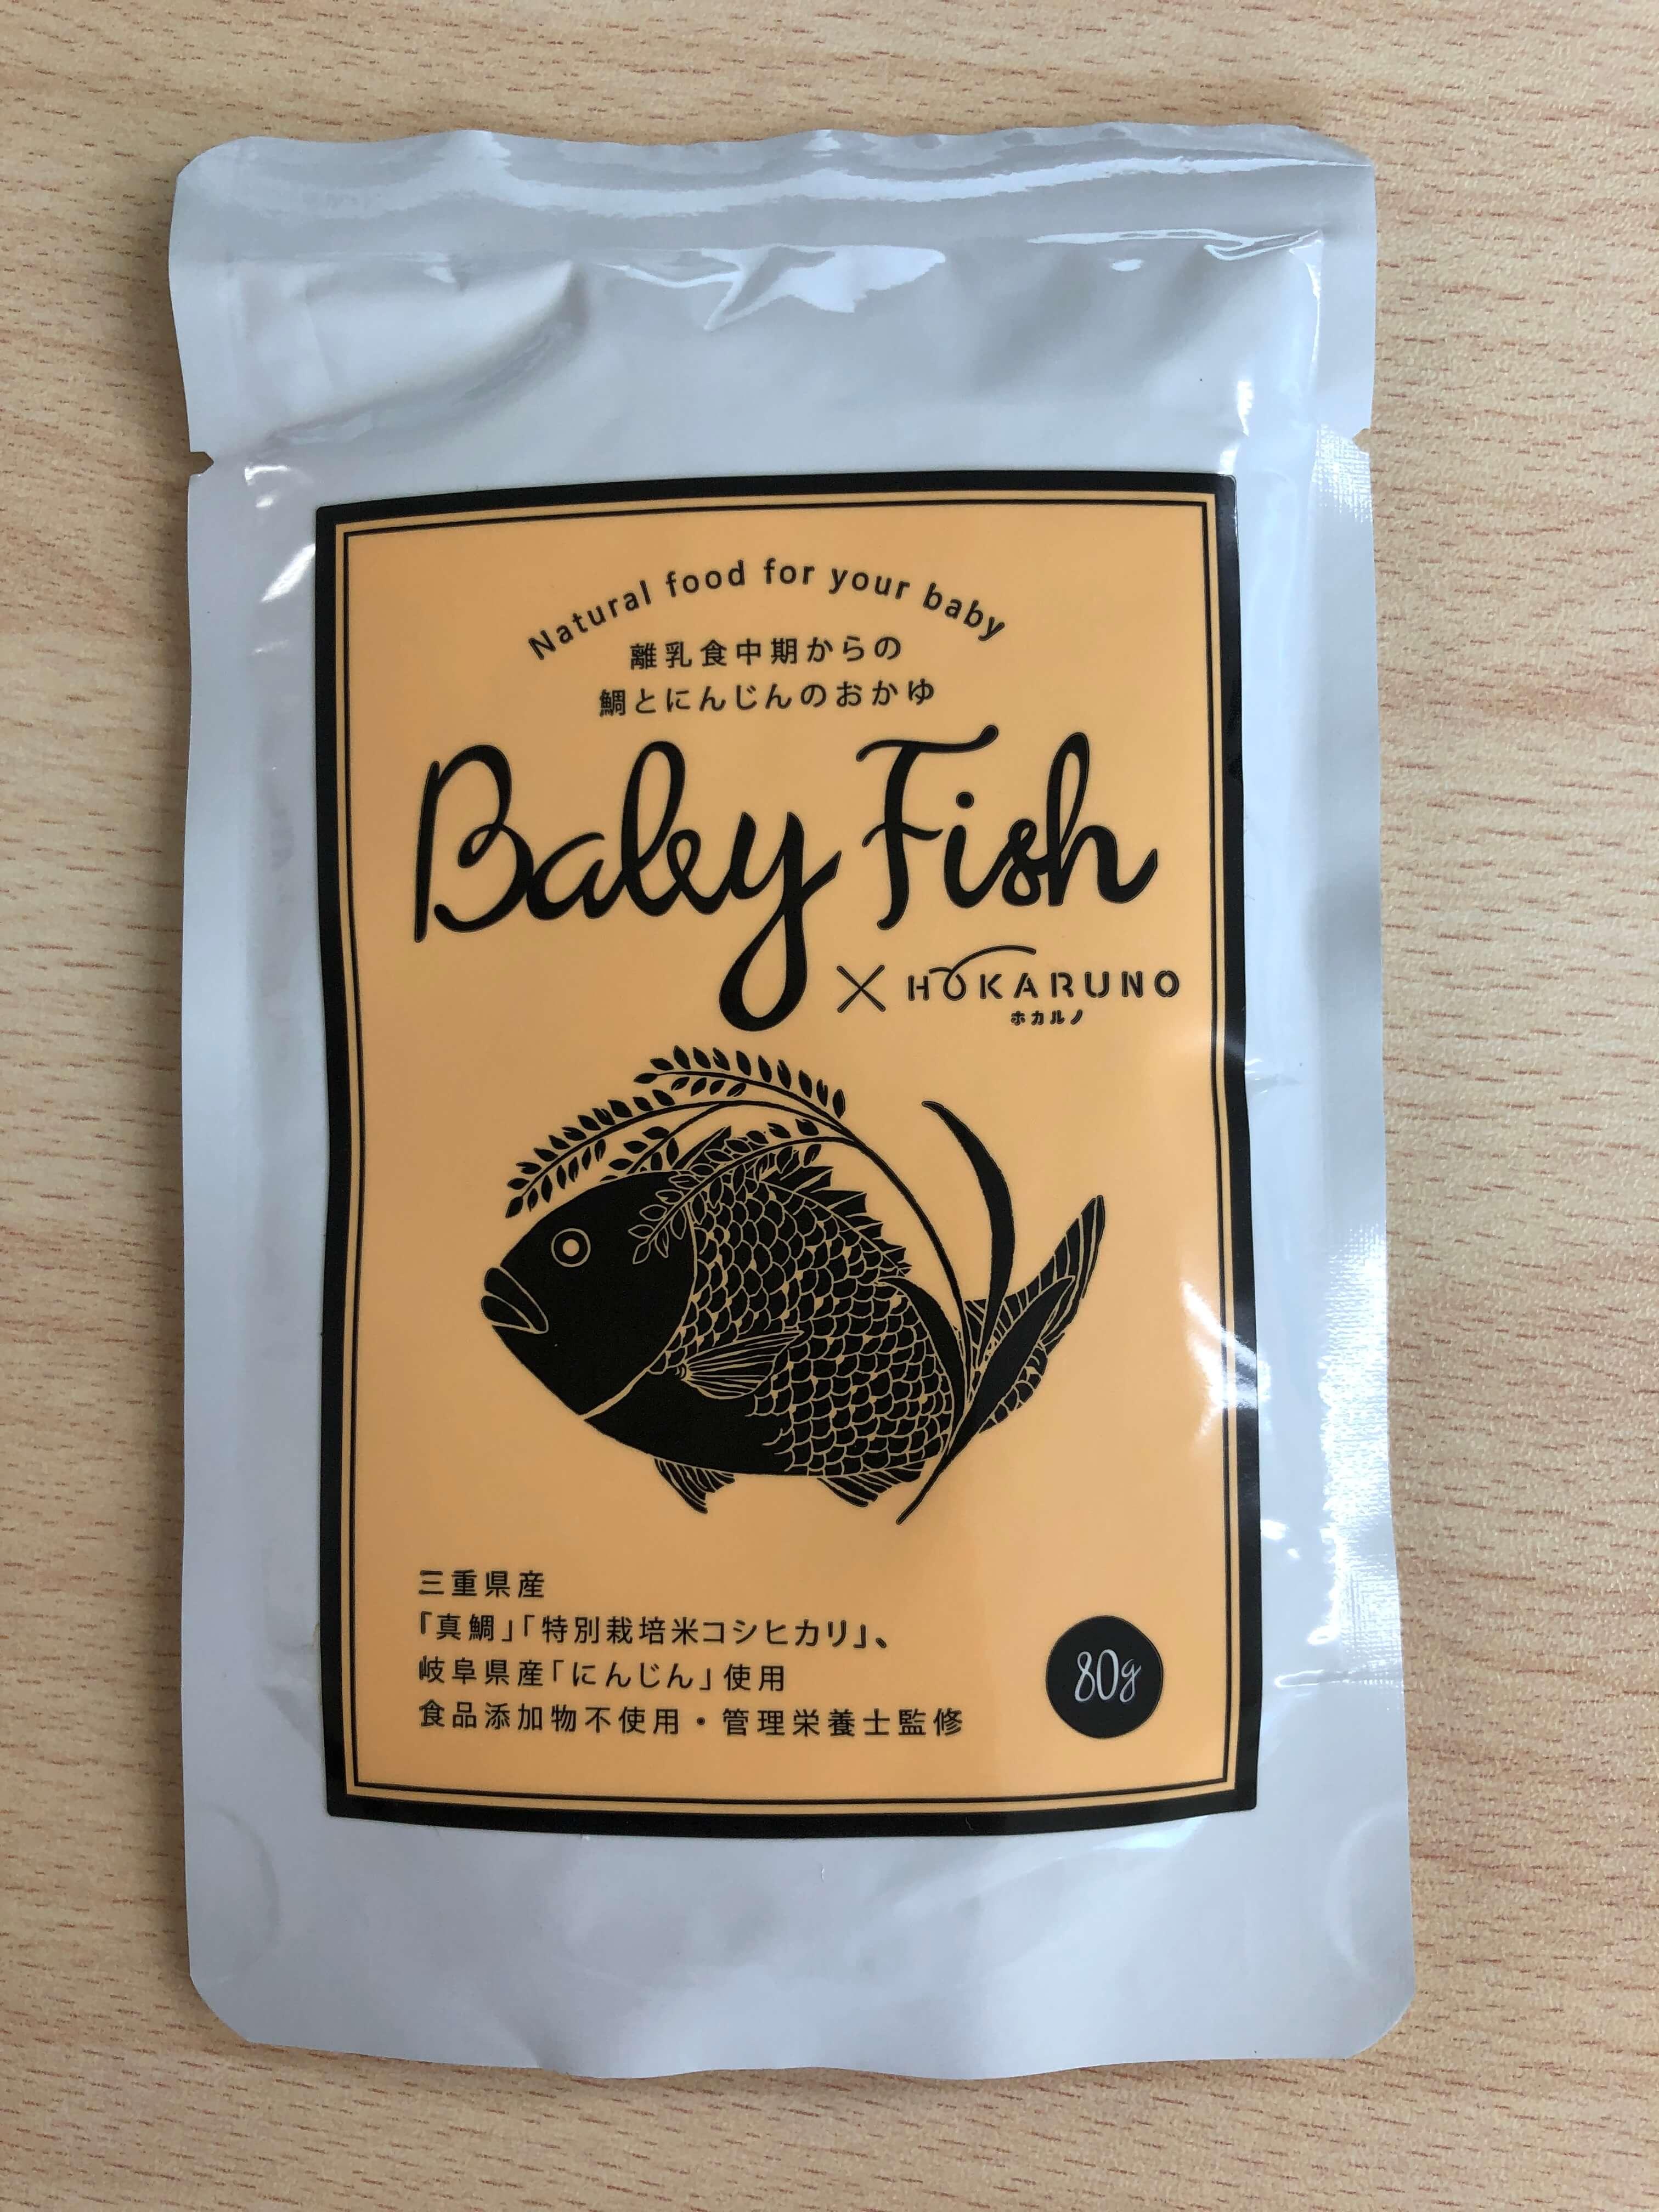 Natural food for your baby
離乳食中期からの
鯛とにんじんのおかゆ
Baby Fish
× HOKARUNO
ホカルノ
三重県産
「真鯛」「特別栽培米コシヒカリ」、
岐阜県産「にんじん」使用
食品添加物不使用・管理栄養士監修
80g